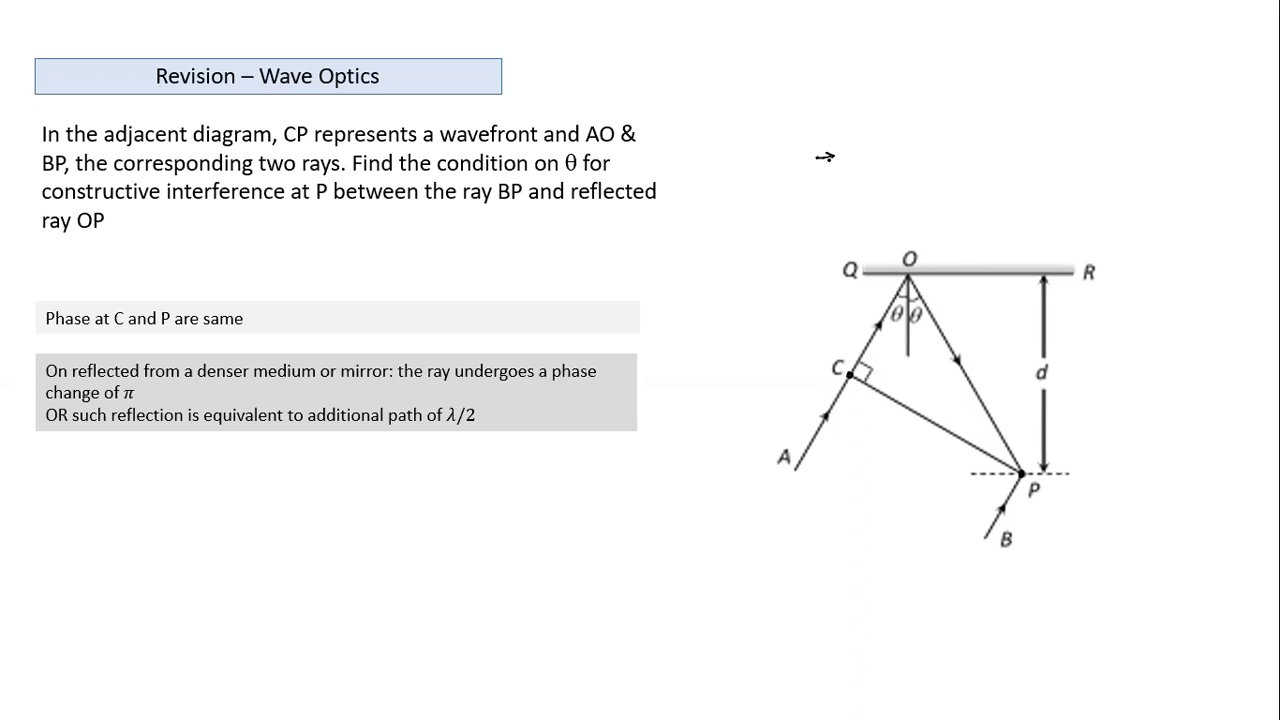 Revision – Wave Optics
In the adjacent diagram, CP represents a wavefront and AO &
BP, the corresponding two rays. Find the condition on θ for
constructive interference at P between the ray BP and reflected
ray OP
Phase at C and P are same
On reflected from a denser medium or mirror: the ray undergoes a phase
change of π
OR such reflection is equivalent to additional path of λ/2
O
Q R
θ θ
C d
A
P
B